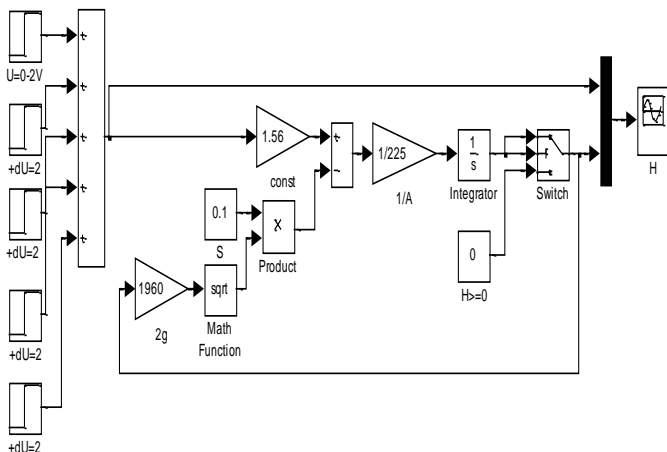 U=0-2V
+dU=2
+dU=2
+dU=2
+dU=2
+
+
+
+
+
1.56
const
+
-
1/225
1/A
1
s
Integrator
Switch
H
0.1
S
X
Product
0
H>=0
1960
2g
sqrt
Math
Function